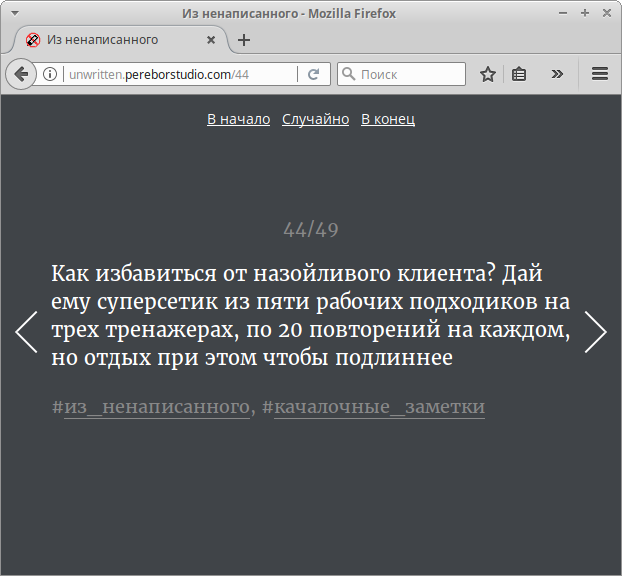 Из ненаписанного - Mozilla Firefox
Из ненаписанного
unwritten.pereborstudio.com/44
Поиск
В начало Случайно В конец
44/49
Как избавиться от назойливого клиента? Дай
ему суперсетик из пяти рабочих подходиков на
трех тренажерах, по 20 повторений на каждом,
но отдых при этом чтобы подлиннее
#из_ненаписанного, #качалочные_заметки